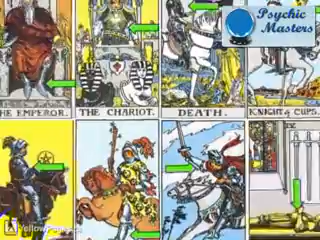 Psychic
Masters
THE EMPEROR.
THE CHARIOT.
DEATH.
KNIGHT of CUPS.